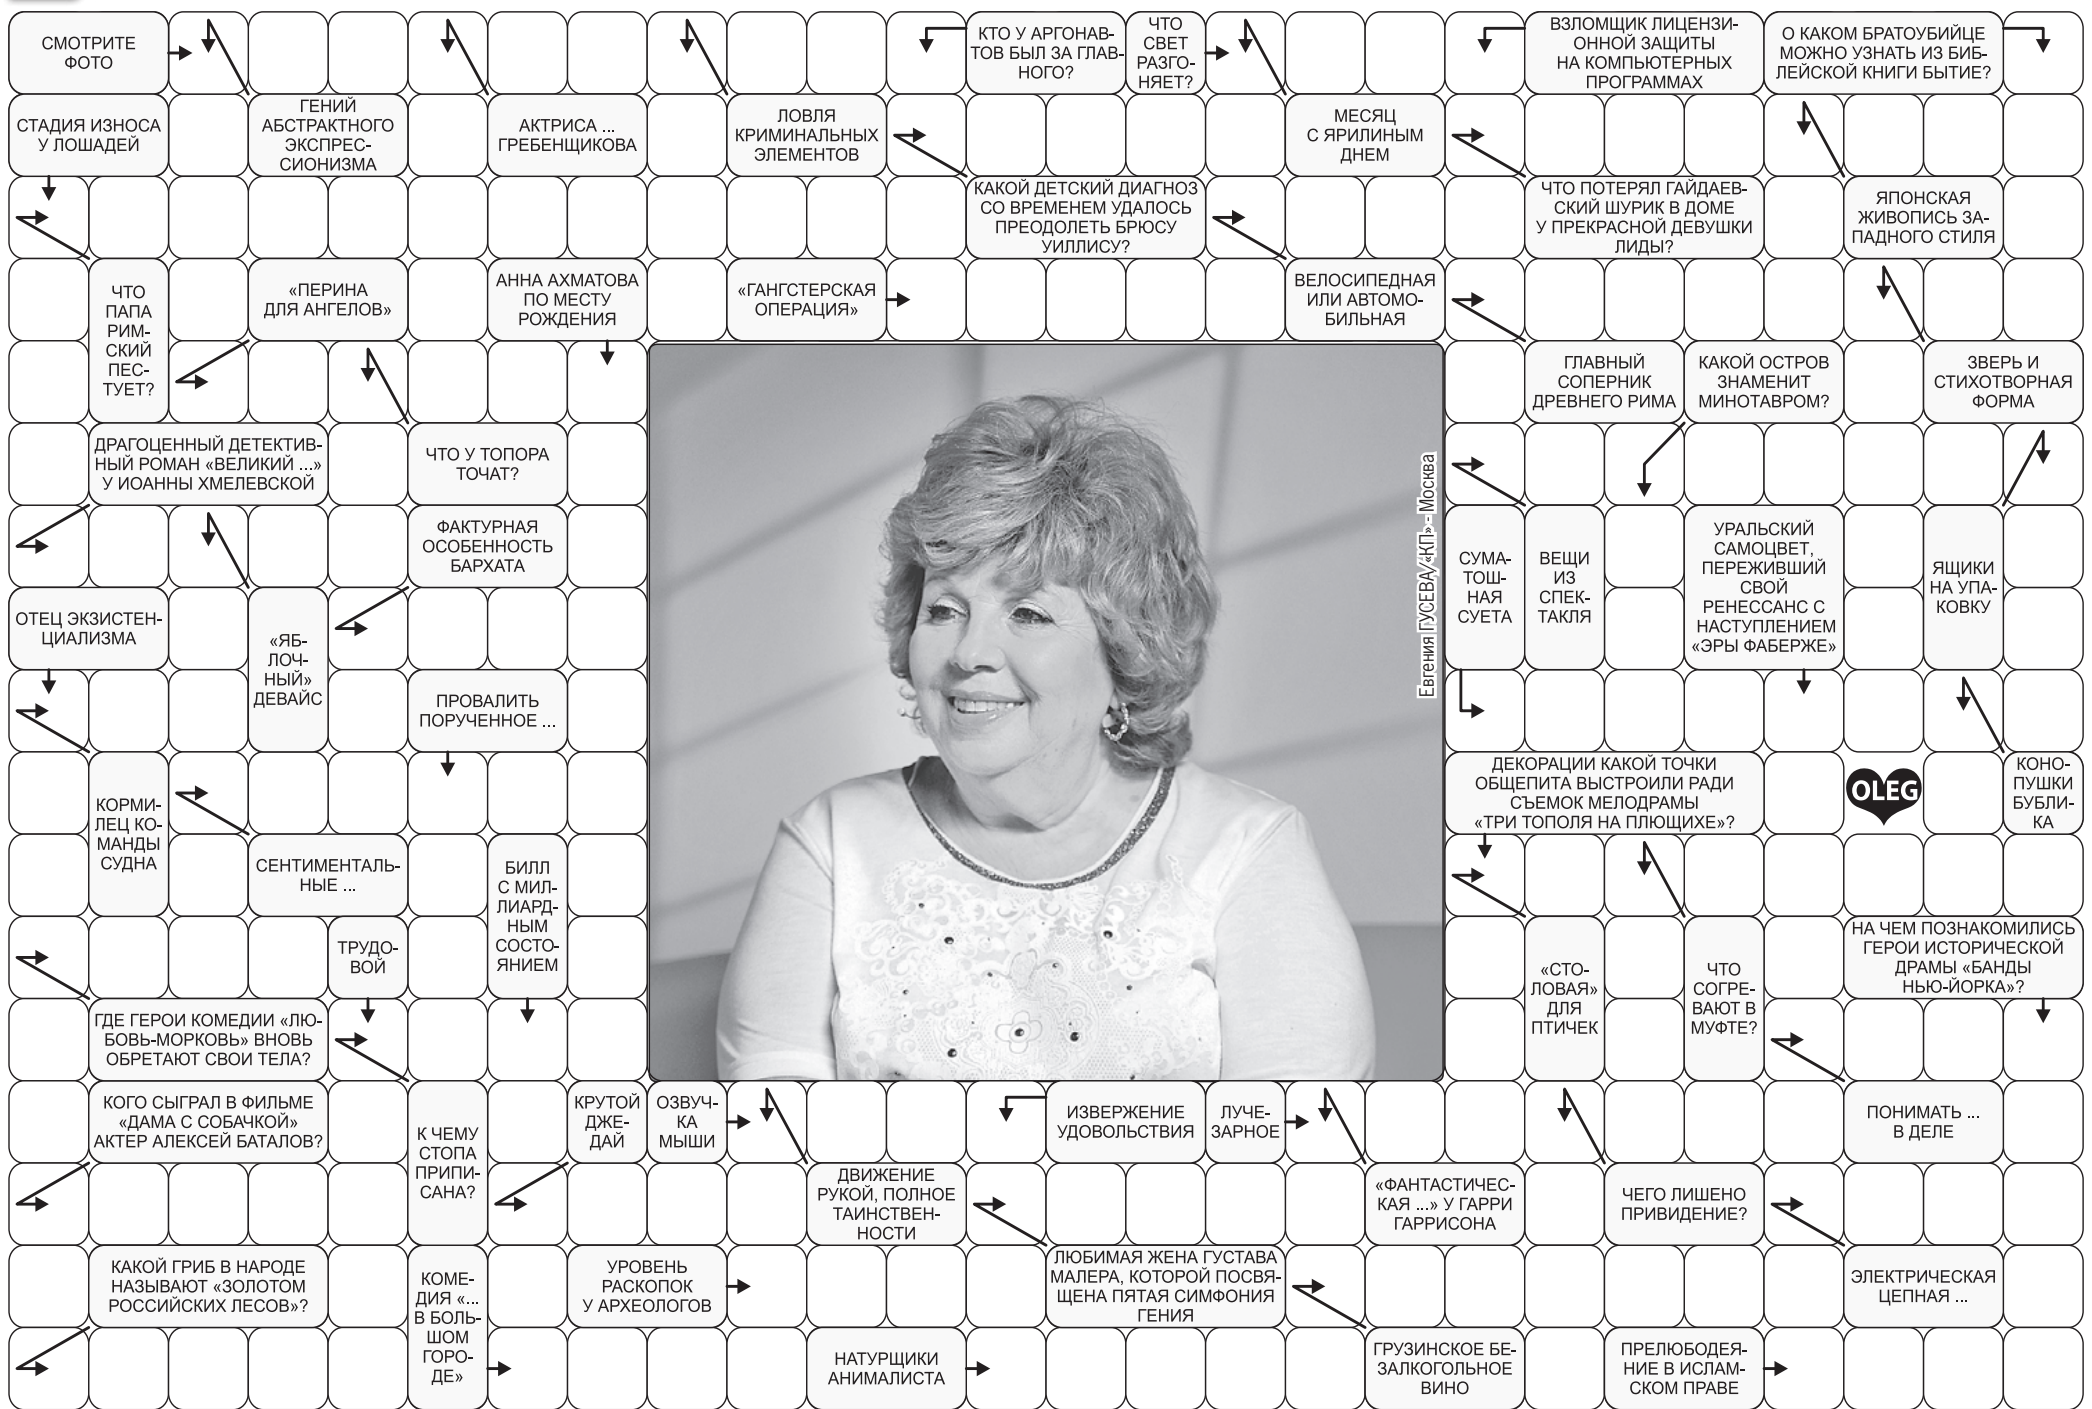 СМОТРИТЕ
ФОТО
КТО У АРГОНАВ-
ТОВ БЫЛ ЗА ГЛАВ-
НОГО?
ЧТО
СВЕТ
РАЗГО-
НЯЕТ?
ВЗЛОМЩИК ЛИЦЕНЗИ-
ОННОЙ ЗАЩИТЫ
НА КОМПЬЮТЕРНЫХ
ПРОГРАММАХ
О КАКОМ БРАТОУБИЙЦЕ
МОЖНО УЗНАТЬ ИЗ БИБ-
ЛЕЙСКОЙ КНИГИ БЫТИЕ?
СТАДИЯ ИЗНОСА
У ЛОШАДЕЙ
ГЕНИЙ
АБСТРАКТНОГО
ЭКСПРЕС-
СИОНИЗМА
АКТРИСА ...
ГРЕБЕНЩИКОВА
ЛОВЛЯ
КРИМИНАЛЬНЫХ
ЭЛЕМЕНТОВ
МЕСЯЦ
С ЯРИЛИНЫМ
ДНЕМ
КАКОЙ ДЕТСКИЙ ДИАГНОЗ
СО ВРЕМЕНЕМ УДАЛОСЬ
ПРЕОДОЛЕТЬ БРЮСУ
УИЛЛИСУ?
ЧТО ПОТЕРЯЛ ГАЙДАЕВ-
СКИЙ ШУРИК В ДОМЕ
У ПРЕКРАСНОЙ ДЕВУШКИ
ЛИДЫ?
ЯПОНСКАЯ
ЖИВОПИСЬ ЗА-
ПАДНОГО СТИЛЯ
ЧТО
ПАПА
РИМ-
СКИЙ
ПЕС-
ТУЕТ?
«ПЕРИНА
ДЛЯ АНГЕЛОВ»
АННА АХМАТОВА
ПО МЕСТУ
РОЖДЕНИЯ
«ГАНГСТЕРСКАЯ
ОПЕРАЦИЯ»
ВЕЛОСИПЕДНАЯ
ИЛИ АВТОМО-
БИЛЬНАЯ
ГЛАВНЫЙ
СОПЕРНИК
ДРЕВНЕГО РИМА
КАКОЙ ОСТРОВ
ЗНАМЕНИТ
МИНОТАВРОМ?
ЗВЕРЬ И
СТИХОТВОРНАЯ
ФОРМА
ДРАГОЦЕННЫЙ ДЕТЕКТИВ-
НЫЙ РОМАН «ВЕЛИКИЙ ...»
У ИОАННЫ ХМЕЛЕВСКОЙ
ЧТО У ТОПОРА
ТОЧАТ?
Евгения ГУСЕВА/«КП» - Москва
ФАКТУРНАЯ
ОСОБЕННОСТЬ
БАРХАТА
СУМА-
ТОШ-
НАЯ
СУЕТА
ВЕЩИ
ИЗ
СПЕК-
ТАКЛЯ
УРАЛЬСКИЙ
САМОЦВЕТ,
ПЕРЕЖИВШИЙ
СВОЙ
РЕНЕССАНС С
НАСТУПЛЕНИЕМ
«ЭРЫ ФАБЕРЖЕ»
ЯЩИКИ
НА УПА-
КОВКУ
ОТЕЦ ЭКЗИСТЕН-
ЦИАЛИЗМА
«ЯБ-
ЛОЧ-
НЫЙ»
ДЕВАЙС
ПРОВАЛИТЬ
ПОРУЧЕННОЕ ...
КОРМИ-
ЛЕЦ КО-
МАНДЫ
СУДНА
ДЕКОРАЦИИ КАКОЙ ТОЧКИ
ОБЩЕПИТА ВЫСТРОИЛИ РАДИ
СЪЕМОК МЕЛОДРАМЫ
«ТРИ ТОПОЛЯ НА ПЛЮЩИХЕ»?
OLEG
КОНО-
ПУШКИ
БУБЛИ-
КА
СЕНТИМЕНТАЛЬ-
НЫЕ ...
БИЛЛ
С МИЛ-
ЛИАРД-
НЫМ
СОСТО-
ЯНИЕМ
ТРУДО-
ВОЙ
«СТО-
ЛОВАЯ»
ДЛЯ
ПТИЧЕК
ЧТО
СОГРЕ-
ВАЮТ В
МУФТЕ?
НА ЧЕМ ПОЗНАКОМИЛИСЬ
ГЕРОИ ИСТОРИЧЕСКОЙ
ДРАМЫ «БАНДЫ
НЬЮ-ЙОРКА»?
ГДЕ ГЕРОИ КОМЕДИИ «ЛЮ-
БОВЬ-МОРКОВЬ» ВНОВЬ
ОБРЕТАЮТ СВОИ ТЕЛА?
КОГО СЫГРАЛ В ФИЛЬМЕ
«ДАМА С СОБАЧКОЙ»
АКТЕР АЛЕКСЕЙ БАТАЛОВ?
К ЧЕМУ
СТОПА
ПРИПИ-
САНА?
КРУТОЙ
ДЖЕ-
ДАЙ
ОЗВУЧ-
КА
МЫШИ
ИЗВЕРЖЕНИЕ
УДОВОЛЬСТВИЯ
ЛУЧЕ-
ЗАРНОЕ
ПОНИМАТЬ ...
В ДЕЛЕ
ДВИЖЕНИЕ
РУКОЙ, ПОЛНОЕ
ТАИНСТВЕН-
НОСТИ
«ФАНТАСТИЧЕС-
КАЯ ...» У ГАРРИ
ГАРРИСОНА
ЧЕГО ЛИШЕНО
ПРИВИДЕНИЕ?
КАКОЙ ГРИБ В НАРОДЕ
НАЗЫВАЮТ «ЗОЛОТОМ
РОССИЙСКИХ ЛЕСОВ»?
КОМЕ-
ДИЯ «...
В БОЛЬ-
ШОМ
ГОРО-
ДЕ»
УРОВЕНЬ
РАСКОПОК
У АРХЕОЛОГОВ
ЛЮБИМАЯ ЖЕНА ГУСТАВА
МАЛЕРА, КОТОРОЙ ПОСВЯ-
ЩЕНА ПЯТАЯ СИМФОНИЯ
ГЕНИЯ
ЭЛЕКТРИЧЕСКАЯ
ЦЕПНАЯ ...
НАТУРЩИКИ
АНИМАЛИСТА
ГРУЗИНСКОЕ БЕ-
ЗАЛКОГОЛЬНОЕ
ВИНО
ПРЕЛЮБОДЕЯ-
НИЕ В ИСЛАМ-
СКОМ ПРАВЕ